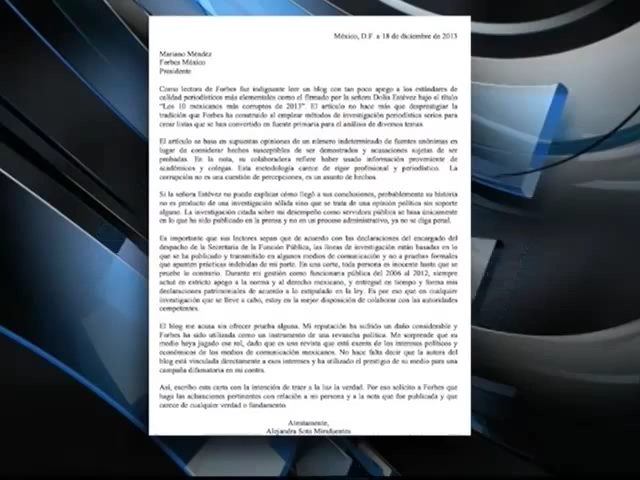 México, D.F. a 18 de diciembre de 2013
Mariano Méndez
Forbes México
Presidente
Como lectora de Forbes fue indignante leer un blog con tan poco apego a los estándares de
calidad periodísticos más elementales como el firmado por la señora Dolia Estévez bajo el título
"Los 10 mexicanos más corruptos de 2013". El artículo no hace más que desprestigiar la
tradición que Forbes ha construido al emplear métodos de investigación periodística serios para
crear listas que se han convertido en fuente primaria para el análisis de diversos temas.
El artículo se basa en supuestas opiniones de un número indeterminado de fuentes anónimas en
lugar de considerar hechos susceptibles de ser demostrados y acusaciones sujetas de ser
probadas. En la nota, su colaboradora refiere haber usado información proveniente de
académicos y colegas. Esta metodología carece de rigor profesional y periodístico. La
corrupción no es una cuestión de percepciones, es un asunto de hechos.
Si la señora Estévez no puede explicar cómo llegó a sus conclusiones, probablemente su historia
no es producto de una investigación sólida sino que se trata de una opinión política sin soporte
alguno. La investigación citada sobre mi desempeño como servidora pública se basa únicamente
en lo que ha sido publicado en la prensa y no en un proceso administrativo, ya no se diga penal.
Es importante que sus lectores sepan que de acuerdo con las declaraciones del encargado del
despacho de la Secretaría de la Función Pública, las líneas de investigación están basadas en lo
que se ha publicado y transmitido en algunos medios de comunicación y no a pruebas formales
que apunten prácticas indebidas de mi parte. En una corte, toda persona es inocente hasta que se
pruebe lo contrario. Durante mi gestión como funcionaria pública del 2006 al 2012, siempre
actué en estricto apego a la norma y al derecho mexicano, y entregué en tiempo y forma mis
declaraciones patrimoniales de acuerdo a lo estipulado en la ley. Es por eso que en cualquier
investigación que se lleve a cabo, estoy en la mejor disposición de colaborar con las autoridades
competentes.
El blog me acusa sin ofrecer prueba alguna. Mi reputación ha sufrido un daño considerable y
Forbes ha sido utilizada como un instrumento de una revancha política. Me sorprende que su
medio haya jugado ese rol, dado que es una revista que está exenta de los intereses políticos y
económicos de los medios de comunicación mexicanos. No hace falta decir que la autora del
blog está vinculada directamente a esos intereses y ha utilizado el prestigio de su medio para una
campaña difamatoria en mi contra.
Así, escribo esta carta con la intención de traer a la luz la verdad. Por eso solicito a Forbes que
haga las aclaraciones pertinentes con relación a mi persona y a la nota que fue publicada y que
carece de cualquier verdad o fundamento.
Atentamente,
Alejandra Sota Mirafuentes